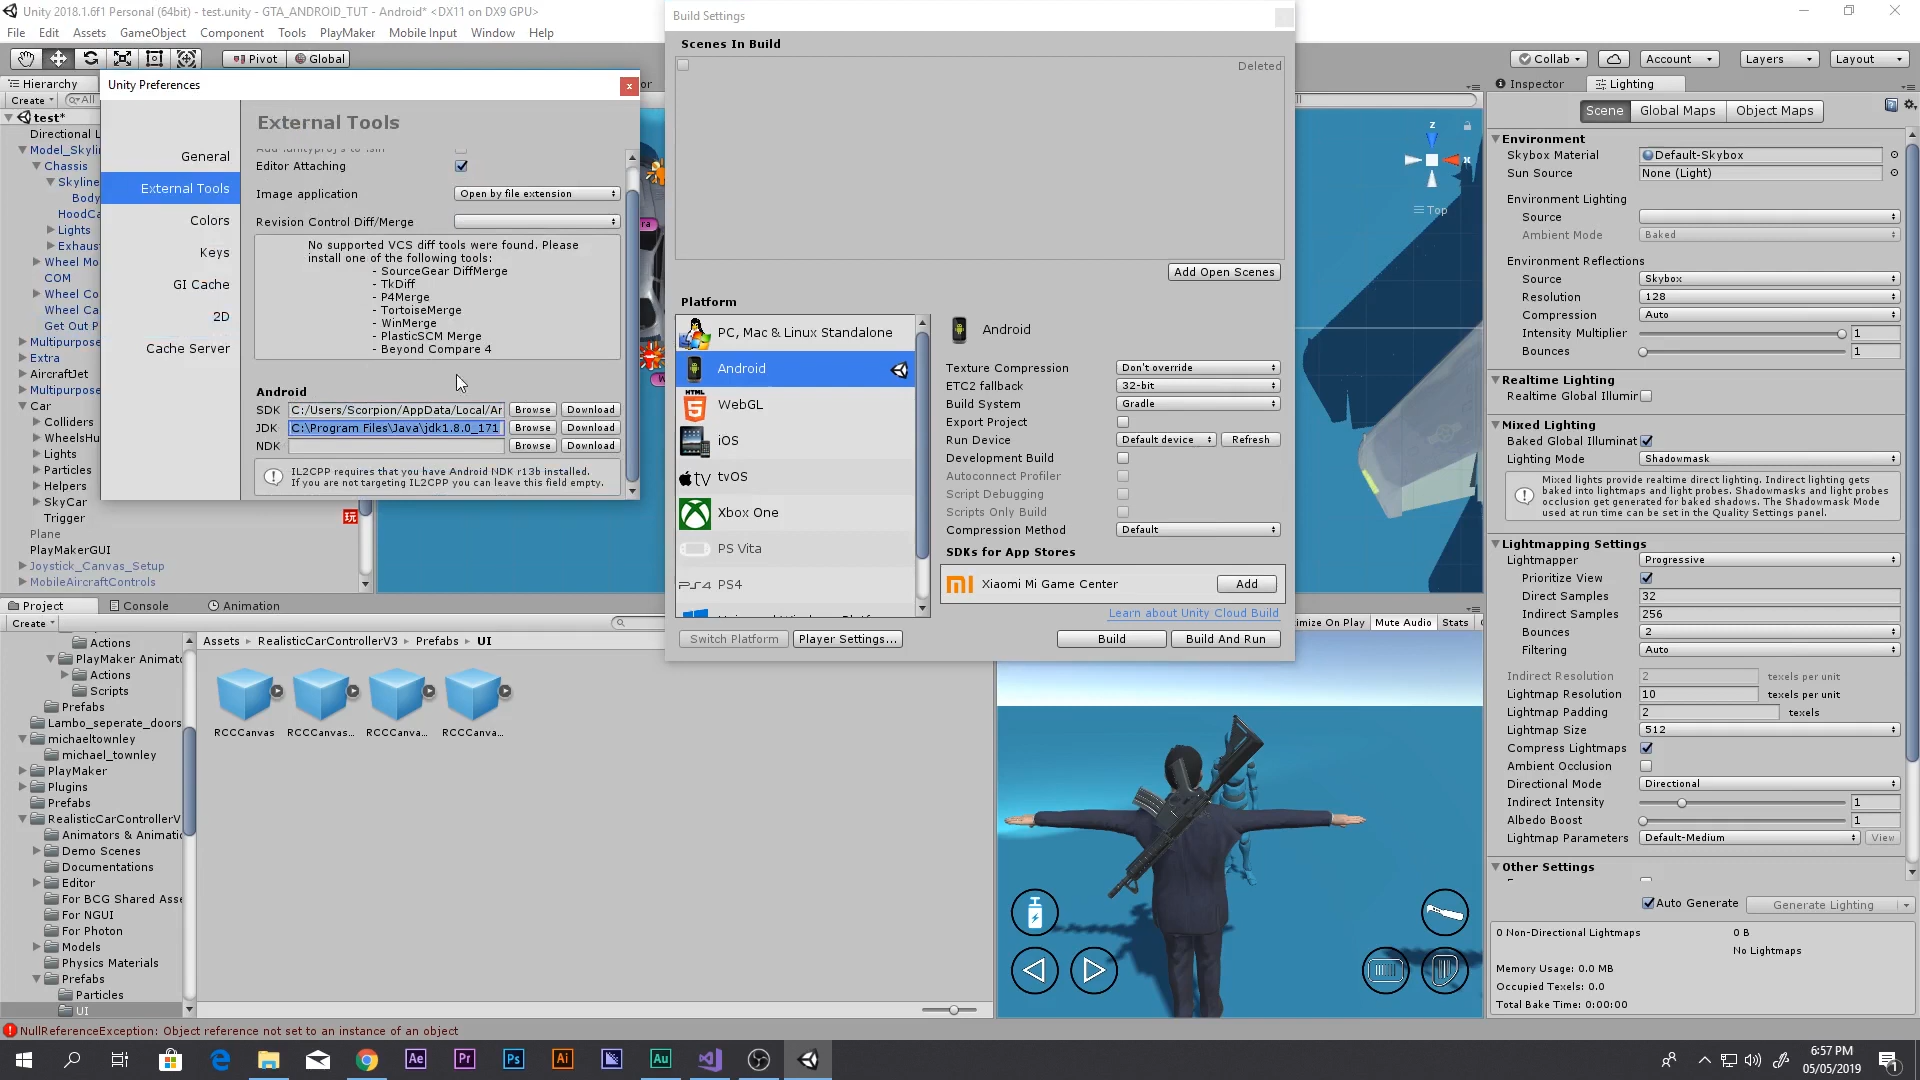 Unity 2018.1.6f1 Personal (64bit) - test.unity - GTA_ANDROID_TUT - Android* <DX11 on DX9 GPU>
File Edit Assets GameObject Component Tools PlayMaker Mobile Input Window Help
Pivot Global
Collab Account Layers Layout
Hierarchy
Create All
test*
Directional L
Model_Skylin
Chassis
Skyline
Body
HoodCa
Lights
Exhaus
Wheel Mo
COM
Wheel Co
Wheel Ca
Get Out P
Multipurpose
Extra
AircraftJet
Multipurpose
Car
Colliders
WheelsHu
Lights
Particles
Helpers
SkyCar
Trigger
Plane
PlayMakerGUI
Joystick_Canvas_Setup
MobileAircraftControls
Unity Preferences
External Tools
General
External Tools
Colors
Keys
GI Cache
2D
Cache Server
Editor Attaching
Image application Open by file extension
Revision Control Diff/Merge
No supported VCS diff tools were found. Please
install one of the following tools:
- SourceGear DiffMerge
- TkDiff
- P4Merge
- TortoiseMerge
- WinMerge
- PlasticSCM Merge
- Beyond Compare 4
Android
SDK C:/Users/Scorpion/AppData/Local/Ar Browse Download
JDK C:\Program Files\Java\jdk1.8.0_171 Browse Download
NDK Browse Download
IL2CPP requires that you have Android NDK r13b installed.
If you are not targeting IL2CPP you can leave this field empty.
Build Settings
Scenes In Build
Deleted
Add Open Scenes
Platform
PC, Mac & Linux Standalone
Android
WebGL
iOS
tvOS
Xbox One
PS Vita
PS4
Android
Texture Compression Don't override
ETC2 fallback 32-bit
Build System Gradle
Export Project
Run Device Default device Refresh
Development Build
Autoconnect Profiler
Script Debugging
Scripts Only Build
Compression Method Default
SDKs for App Stores
Xiaomi Mi Game Center Add
Learn about Unity Cloud Build
Switch Platform Player Settings... Build Build And Run
z
x
Top
Inspector Lighting
Scene Global Maps Object Maps
Environment
Skybox Material Default-Skybox
Sun Source None (Light)
Environment Lighting
Source
Ambient Mode Baked
Environment Reflections
Source Skybox
Resolution 128
Compression Auto
Intensity Multiplier 1
Bounces 1
Realtime Lighting
Realtime Global Illumir
Mixed Lighting
Baked Global Illuminat
Lighting Mode Shadowmask
Mixed lights provide realtime direct lighting. Indirect lighting gets
baked into lightmaps and light probes. Shadowmasks and light probes
occlusion get generated for baked shadows. The Shadowmask Mode
used at run time can be set in the Quality Settings panel.
Lightmapping Settings
Lightmapper Progressive
Prioritize View
Direct Samples 32
Indirect Samples 256
Bounces 2
Filtering Auto
Indirect Resolution 2 texels per unit
Lightmap Resolution 10 texels per unit
Lightmap Padding 2 texels
Lightmap Size 512
Compress Lightmaps
Ambient Occlusion
Directional Mode Directional
Indirect Intensity 1
Albedo Boost 1
Lightmap Parameters Default-Medium View
Other Settings
Auto Generate Generate Lighting
0 Non-Directional Lightmaps 0 B
No Lightmaps
Memory Usage: 0.0 MB
Occupied Texels: 0.0
Total Bake Time: 0:00:00
Project Console Animation
Create
Actions
PlayMaker Animato
Actions
Scripts
Prefabs
Lambo_seperate_doors
michaeltownley
michael_townley
PlayMaker
Plugins
Prefabs
RealisticCarControllerV
Animators & Animatic
Demo Scenes
Documentations
Editor
For BCG Shared Asse
For NGUI
For Photon
Models
Physics Materials
Prefabs
Particles
UI
Assets RealisticCarControllerV3 Prefabs UI
RCCCanvas RCCCanvas... RCCCanva... RCCCanva...
ximize On Play Mute Audio Stats
NullReferenceException: Object reference not set to an instance of an object
Ae Pr Ps Ai Au
6:57 PM
05/05/2019
1